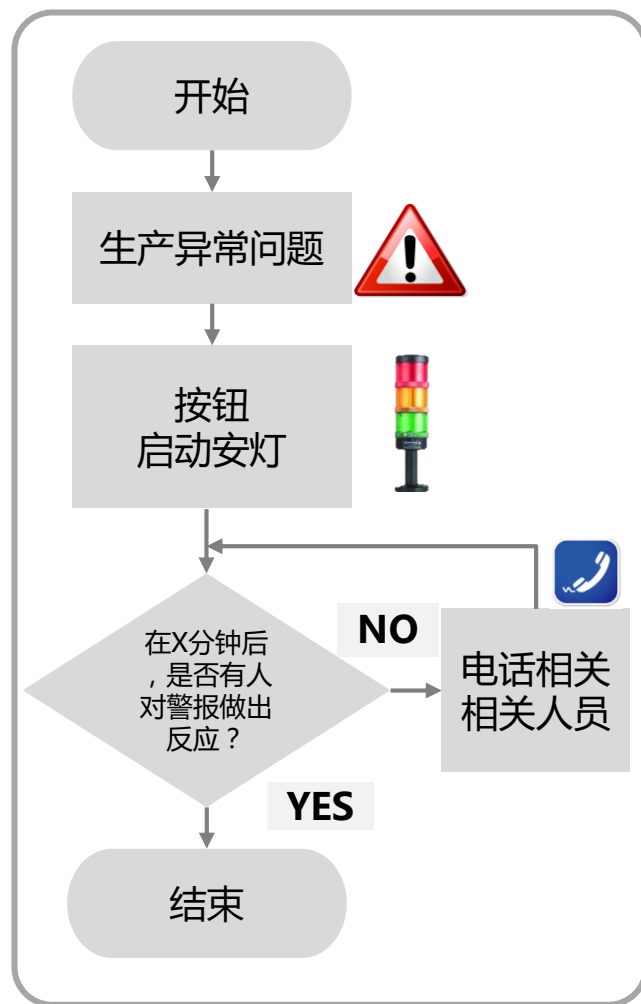 开始
生产异常问题
按钮
启动安灯
在X分钟后
，是否有人
对警报做出
反应？
NO
电话相关
相关人员
YES
结束